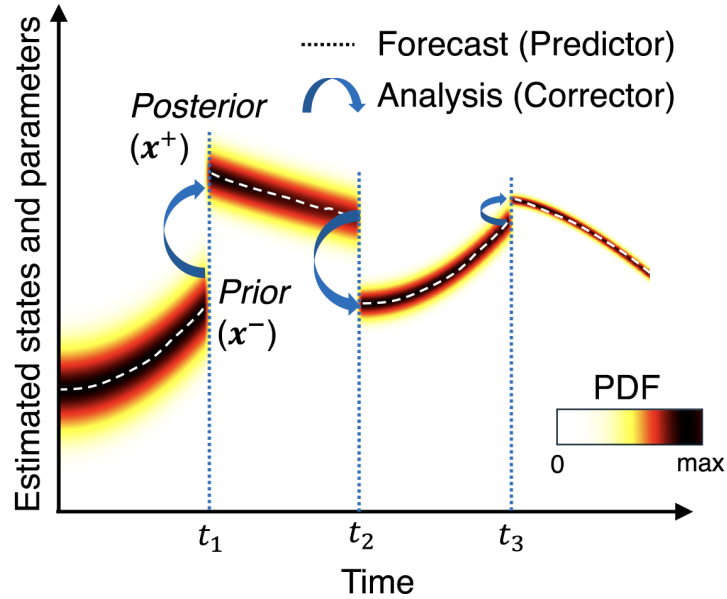 Forecast (Predictor)
Analysis (Corrector)
Posterior
(x⁺)
Prior
(x⁻)
PDF
0 max
t₁ t₂ t₃
Time
Estimated states and parameters